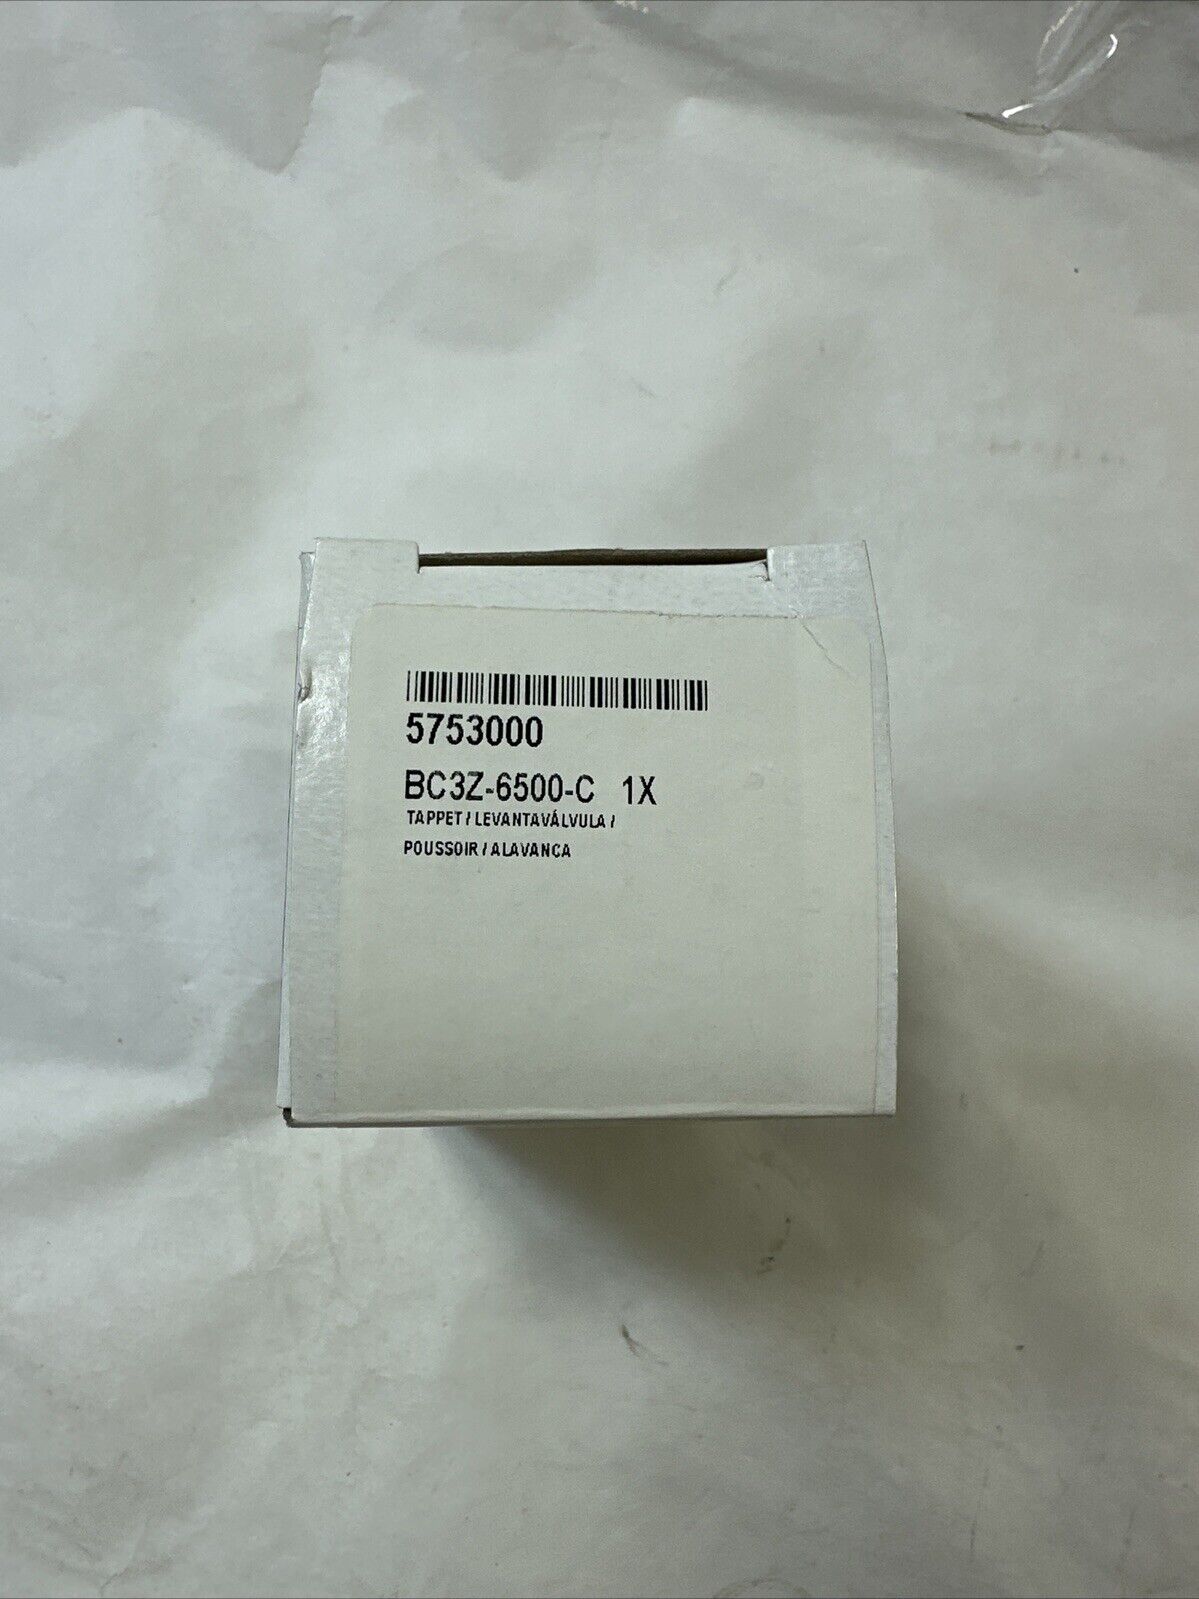 5753000
BC3Z-6500-C 1X
TAPPET / LEVANTAVÁLVULA /
POUSSOIR / ALAVANCA